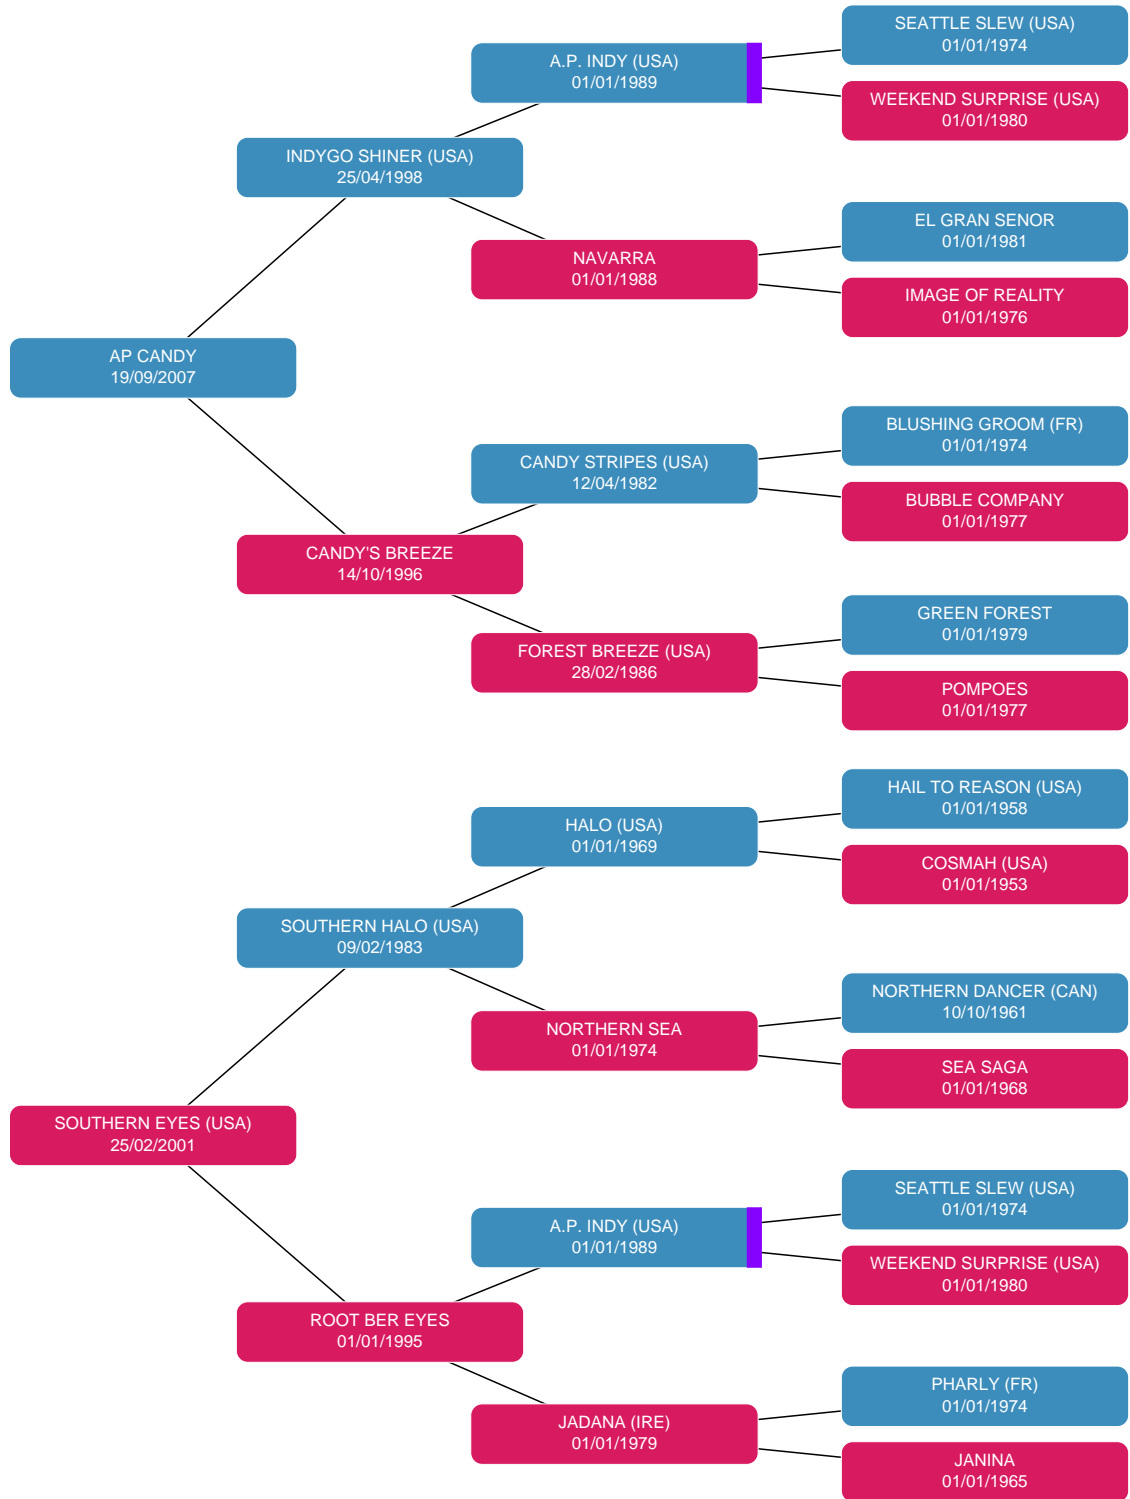 SEATTLE SLEW (USA)
01/01/1974
A.P. INDY (USA)
01/01/1989
WEEKEND SURPRISE (USA)
01/01/1980
INDYGO SHINER (USA)
25/04/1998
EL GRAN SENOR
01/01/1981
NAVARRA
01/01/1988
IMAGE OF REALITY
01/01/1976
AP CANDY
19/09/2007
BLUSHING GROOM (FR)
01/01/1974
CANDY STRIPES (USA)
12/04/1982
BUBBLE COMPANY
01/01/1977
CANDY'S BREEZE
14/10/1996
GREEN FOREST
01/01/1979
FOREST BREEZE (USA)
28/02/1986
POMPOES
01/01/1977
HAIL TO REASON (USA)
01/01/1958
HALO (USA)
01/01/1969
COSMAH (USA)
01/01/1953
SOUTHERN HALO (USA)
09/02/1983
NORTHERN DANCER (CAN)
10/10/1961
NORTHERN SEA
01/01/1974
SEA SAGA
01/01/1968
SOUTHERN EYES (USA)
25/02/2001
SEATTLE SLEW (USA)
01/01/1974
A.P. INDY (USA)
01/01/1989
WEEKEND SURPRISE (USA)
01/01/1980
ROOT BER EYES
01/01/1995
PHARLY (FR)
01/01/1974
JADANA (IRE)
01/01/1979
JANINA
01/01/1965